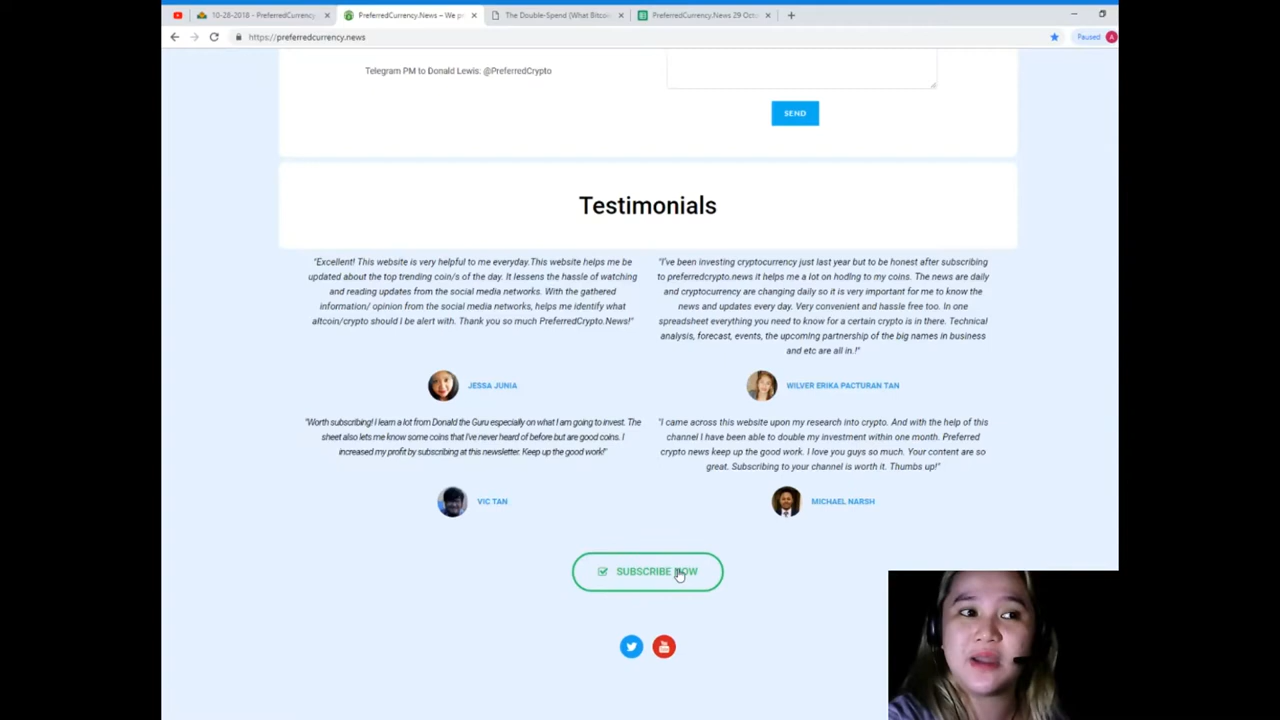 10-28-2018 - PreferredCurrency
PreferredCurrency.News – We pr
The Double-Spend (What Bitcoi
PreferredCurrency.News 29 Octo
https://preferredcurrency.news
Paused
A
Telegram PM to Donald Lewis: @PreferredCrypto
SEND
Testimonials
"Excellent! This website is very helpful to me everyday.This website helps me be
updated about the top trending coin/s of the day. It lessens the hassle of watching
and reading updates from the social media networks. With the gathered
information/ opinion from the social media networks, helps me identify what
altcoin/crypto should I be alert with. Thank you so much PreferredCrypto.News!"
JESSA JUNIA
"I've been investing cryptocurrency just last year but to be honest after subscribing
to preferredcrypto.news it helps me a lot on hodlng to my coins. The news are daily
and cryptocurrency are changing daily so it is very important for me to know the
news and updates every day. Very convenient and hassle free too. In one
spreadsheet everything you need to know for a certain crypto is in there. Technical
analysis, forecast, events, the upcoming partnership of the big names in business
and etc are all in.!"
WILVER ERIKA PACTURAN TAN
"Worth subscribing! I learn a lot from Donald the Guru especially on what I am going to invest. The
sheet also lets me know some coins that I've never heard of before but are good coins. I
increased my profit by subscribing at this newsletter. Keep up the good work!"
VIC TAN
"I came across this website upon my research into crypto. And with the help of this
channel I have been able to double my investment within one month. Preferred
crypto news keep up the good work. I love you guys so much. Your content are so
great. Subscribing to your channel is worth it. Thumbs up!"
MICHAEL NARSH
SUBSCRIBE NOW